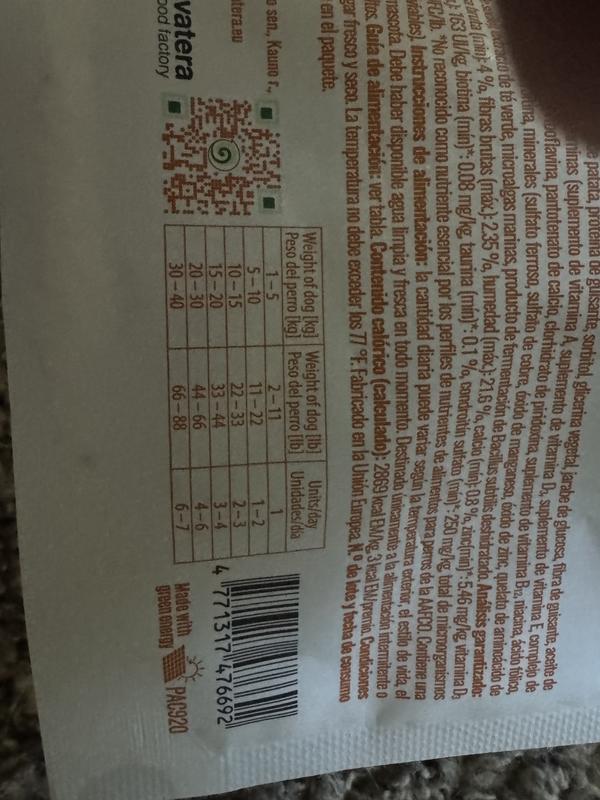 patata, proteína de guisante, sorbitol, glicerina vegetal, jarabe de glucosa, fibra de guisante, aceite de
(suplemento de vitamina A, suplemento de vitamina D₃, suplemento de vitamina E, complejo de
riboflavina, pantotenato de calcio, clorhidrato de piridoxina, suplemento de vitamina B₁₂, niacina, ácido fólico,
minerales (sulfato ferroso, sulfato de cobre, óxido de manganeso, óxido de zinc, quelato de aminoácido de
de té verde, microalgas marinas, producto de fermentación de Bacillus subtilis deshidratado. Análisis garantizado:
(mín): 4 %, fibras brutas (máx.): 2.35 %, humedad (máx.): 21.6 %, calcio (mín): 0.8 %, zinc(mín)*: 5.46 mg/kg, vitamina D₃
763 UI/kg, biotina (mín)*: 0.08 mg/kg, taurina (mín)*: 0.1 %, condroitín sulfato (mín)*: 250 mg/kg, total de microorganismos
*No reconocido como nutriente esencial por los perfiles de nutrientes de alimentos para perros de la AAFCO. Contiene una
Instrucciones de alimentación: la cantidad diaria puede variar según la temperatura exterior, el estilo de vida, el
mascota. Debe haber disponible agua limpia y fresca en todo momento. Destinado únicamente a la alimentación intermitente o
Guía de alimentación: ver tabla. Contenido calórico (calculado): 2869 kcal EM/kg, 3 kcal EM/premio. Condiciones
fresco y seco. La temperatura no debe exceder los 77 °F. Fabricado en la Unión Europea. N.º de lote y fecha de consumo
en el paquete.
sen., Kauno r.,
vatera
food factory
Weight of dog [kg] Weight of dog [lb] Units/day
Peso del perro [kg] Peso del perro [lb] Unidades/día
1 – 5 2 – 11 1
5 – 10 11 – 22 1–2
10 – 15 22 – 33 2–3
15 – 20 33 – 44 3–4
20 – 30 44 – 66 4–6
30 – 40 66 – 88 6–7
4 771317 476692
Made with
green energy
PAC920